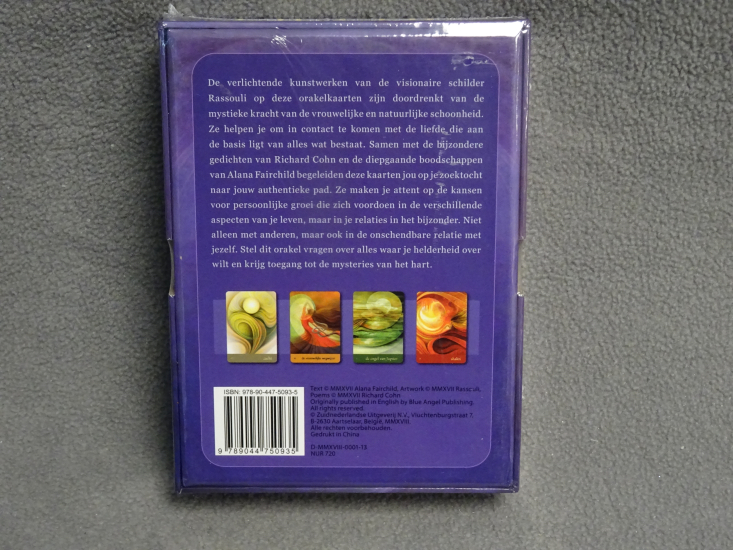 De verlichtende kunstwerken van de visionaire schilder
Rassouli op deze orakelkaarten zijn doordrenkt van de
mystieke kracht van de vrouwelijke en natuurlijke schoonheid.
Ze helpen je om in contact te komen met de liefde die aan
de basis ligt van alles wat bestaat. Samen met de bijzondere
gedichten van Richard Cohn en de diepgaande boodschappen
van Alana Fairchild begeleiden deze kaarten jou op je zoektocht
naar jouw authentieke pad. Ze maken je attent op de kansen
voor persoonlijke groei die zich voordoen in de verschillende
aspecten van je leven, maar in je relaties in het bijzonder. Niet
alleen met anderen, maar ook in de onschendbare relatie met
jezelf. Stel dit orakel vragen over alles waar je helderheid over
wilt en krijg toegang tot de mysteries van het hart.
ISBN: 978-90-447-5093-5
9 789044 750935
Text © MMXVII Alana Fairchild, Artwork © MMXVII Rassouli,
Poems © MMXVII Richard Cohn
Originally published in English by Blue Angel Publishing.
All rights reserved.
© Zuidnederlandse Uitgeverij N.V., Vluchtenburgstraat 7,
B-2630 Aartselaar, België, MMXVIII
Alle rechten voorbehouden.
Gedrukt in China.
D-MMXVIII-0001-13
NUR 720